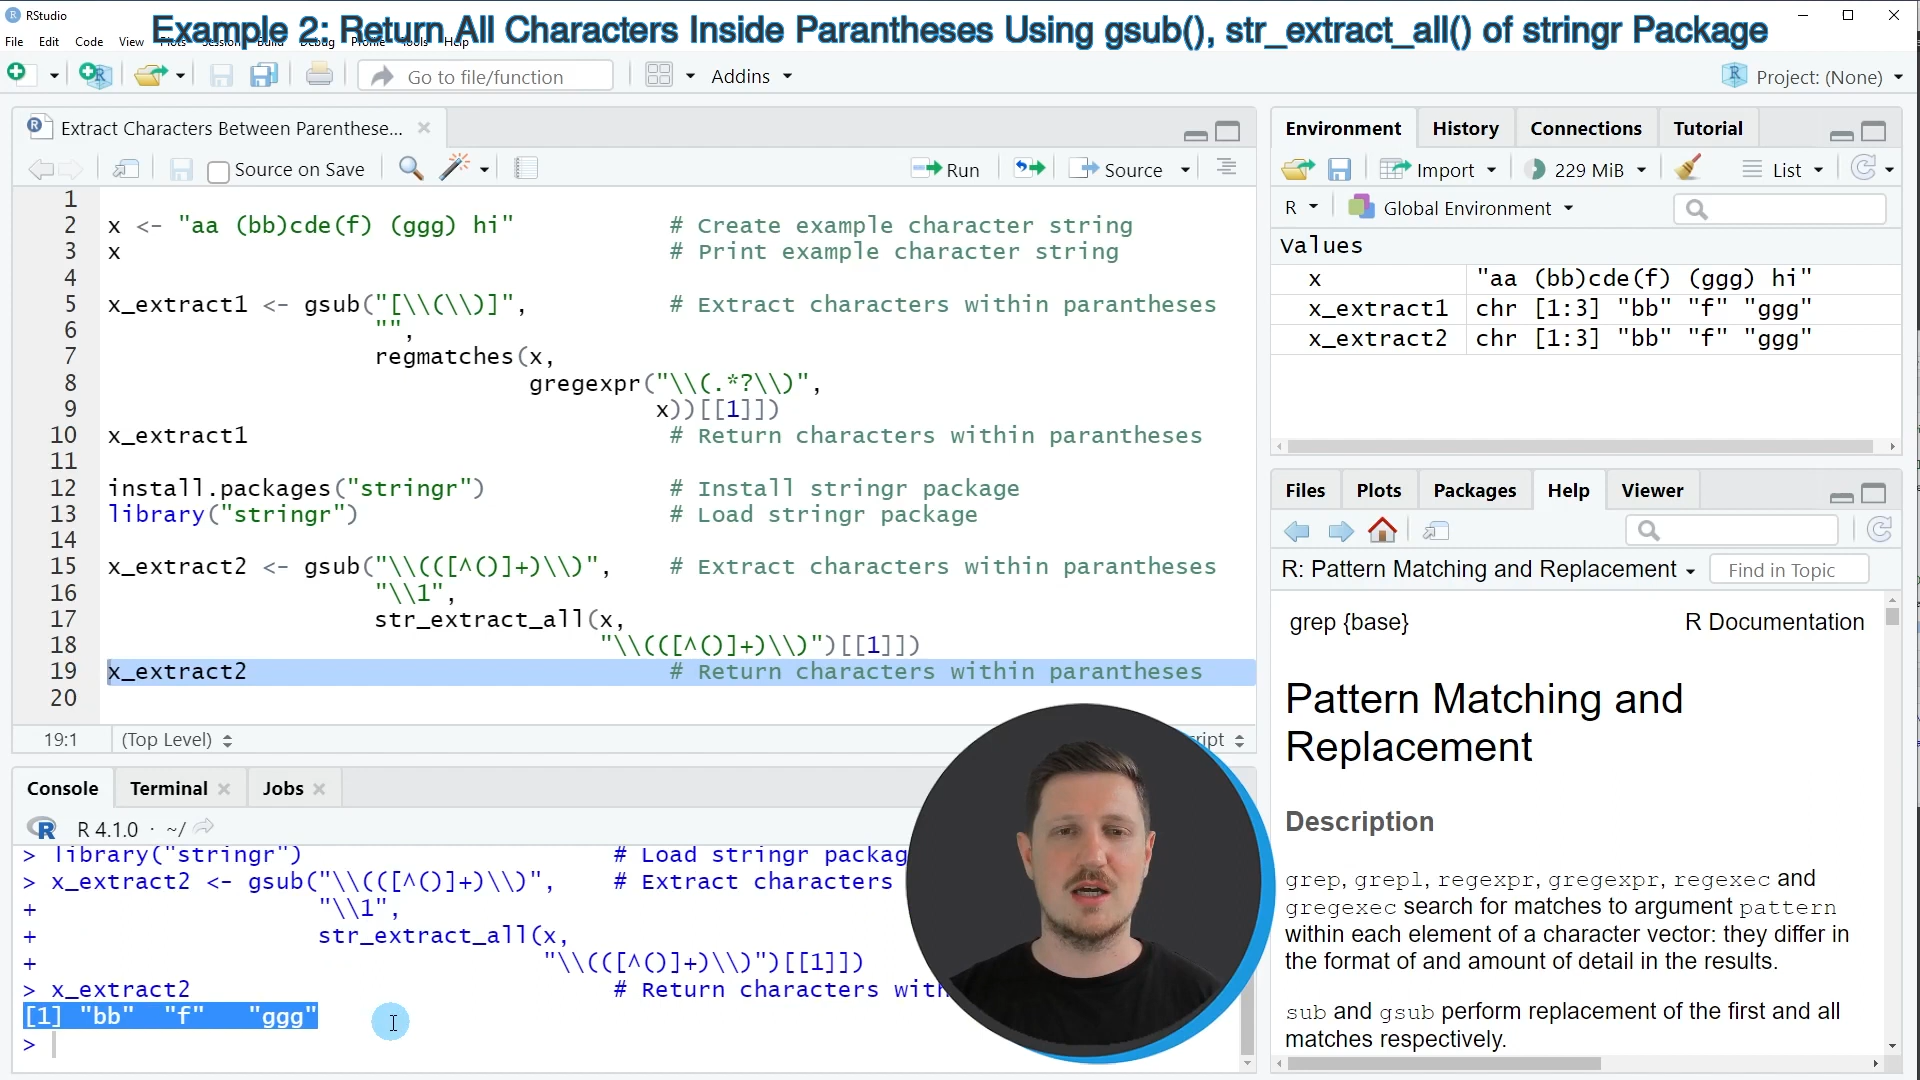 RStudio
Example 2: Return All Characters Inside Parantheses Using gsub(), str_extract_all() of stringr Package
File Edit Code View Plots Session Build Debug Profile Tools Help
Go to file/function
Addins
Project: (None)
Extract Characters Between Parenthese...
Source on Save
Run
Source
1
2 x <- "aa (bb)cde(f) (ggg) hi" # Create example character string
3 x # Print example character string
4
5 x_extract1 <- gsub("[\\(\\)]", # Extract characters within parantheses
6 "",
7 regmatches(x,
8 gregexpr("\\(.*?\\)",
9 x))[[1]])
10 x_extract1 # Return characters within parantheses
11
12 install.packages("stringr") # Install stringr package
13 library("stringr") # Load stringr package
14
15 x_extract2 <- gsub("\\(([^()]+)\\)", # Extract characters within parantheses
16 "\\1",
17 str_extract_all(x,
18 "\\(([^()]+)\\)")[[1]])
19 x_extract2 # Return characters within parantheses
20
19:1 (Top Level)
cript
Console Terminal Jobs
R 4.1.0 · ~/
> library("stringr") # Load stringr packag
> x_extract2 <- gsub("\\(([^()]+)\\)", # Extract characters
+ "\\1",
+ str_extract_all(x,
+ "\\(([^()]+)\\)")[[1]])
> x_extract2 # Return characters with
[1] "bb" "f" "ggg"
>
Environment History Connections Tutorial
Import
229 MiB
List
R
Global Environment
Values
x "aa (bb)cde(f) (ggg) hi"
x_extract1 chr [1:3] "bb" "f" "ggg"
x_extract2 chr [1:3] "bb" "f" "ggg"
Files Plots Packages Help Viewer
R: Pattern Matching and Replacement
Find in Topic
grep {base} R Documentation
Pattern Matching and
Replacement
Description
grep, grepl, regexpr, gregexpr, regexec and
gregexec search for matches to argument pattern
within each element of a character vector: they differ in
the format of and amount of detail in the results.
sub and gsub perform replacement of the first and all
matches respectively.